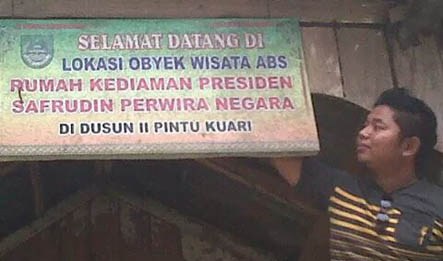 SELAMAT DATANG DI
LOKASI OBYEK WISATA ABS
RUMAH KEDIAMAN PRESIDEN
SAFRUDIN PERWIRA NEGARA
DI DUSUN II PINTU KUARI